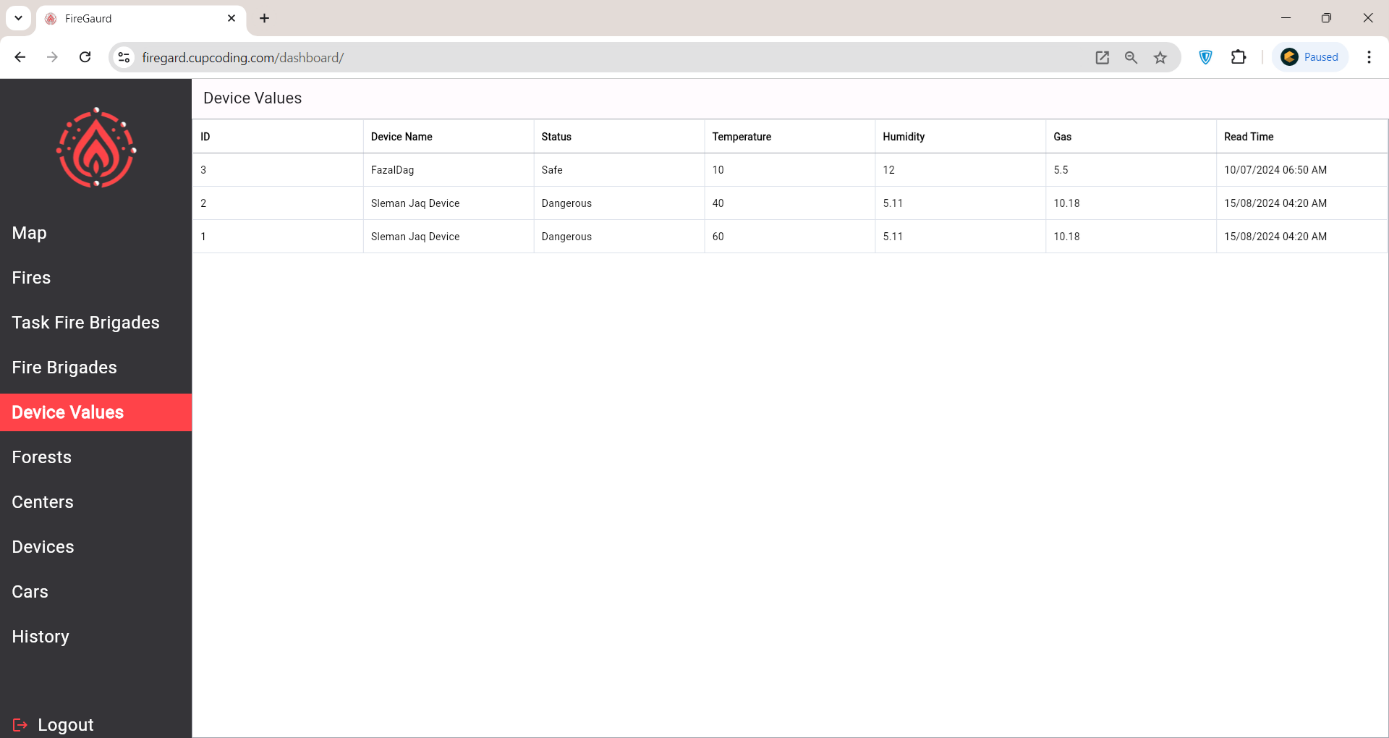 FireGaurd
firegard.cupcoding.com/dashboard/
Paused
Device Values
ID Device Name Status Temperature Humidity Gas Read Time
3 FazalDag Safe 10 12 5.5 10/07/2024 06:50 AM
2 Sleman Jaq Device Dangerous 40 5.11 10.18 15/08/2024 04:20 AM
1 Sleman Jaq Device Dangerous 60 5.11 10.18 15/08/2024 04:20 AM
Map
Fires
Task Fire Brigades
Fire Brigades
Device Values
Forests
Centers
Devices
Cars
History
Logout